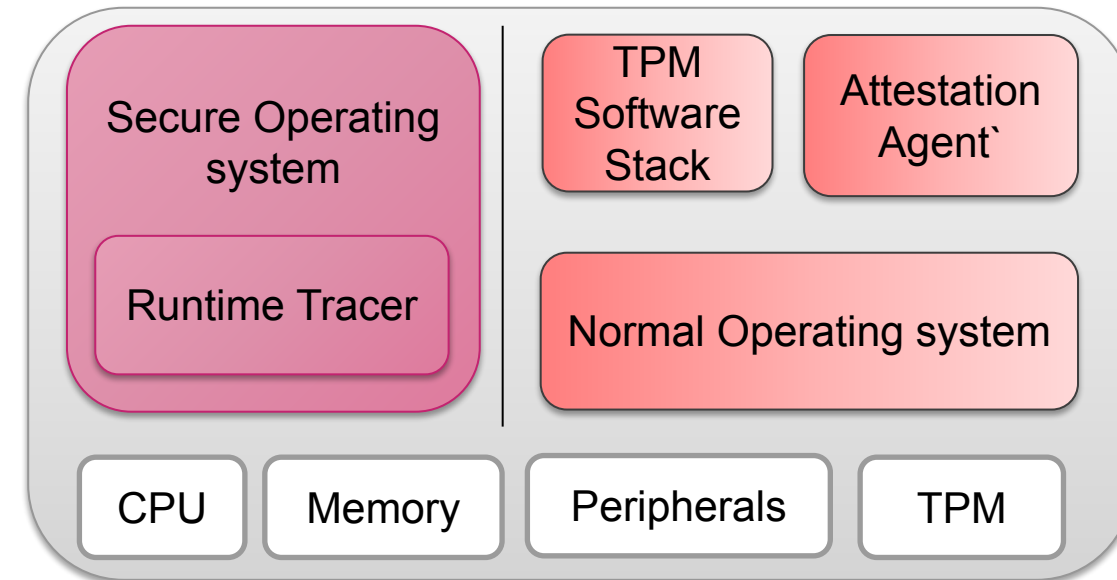 Secure Operating
system
Runtime Tracer
TPM
Software
Stack
Attestation
Agent`
Normal Operating system
CPU
Memory
Peripherals
TPM